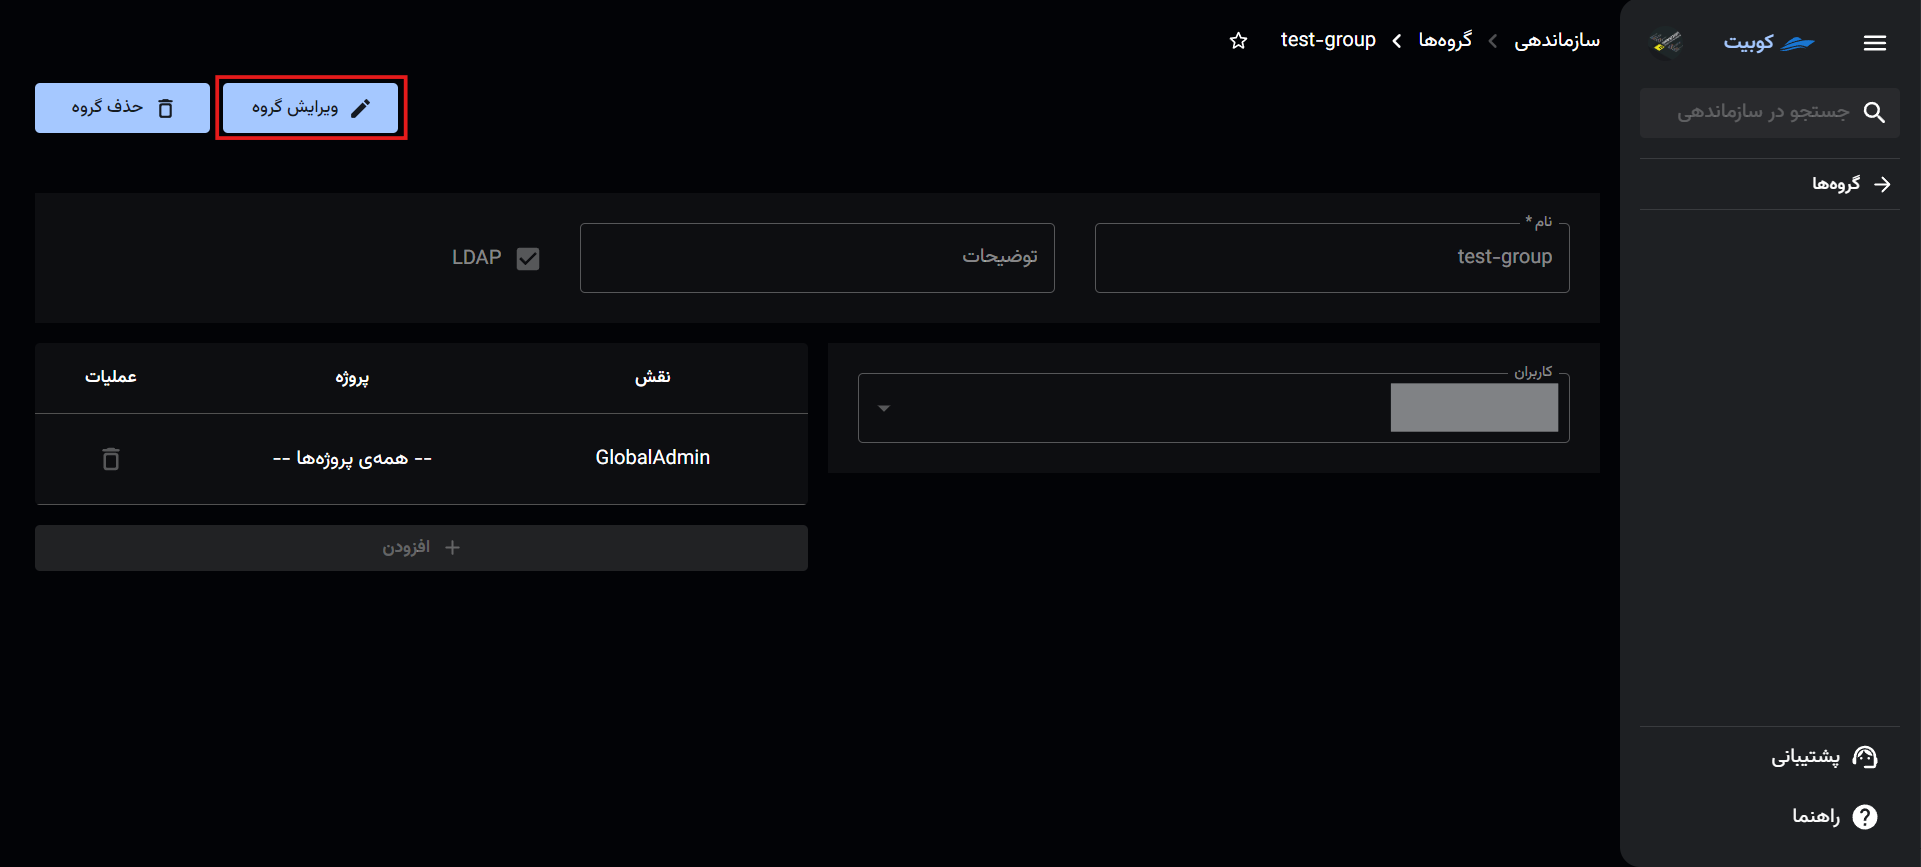 کوبیت
جستجو در سازماندهی
گروه‌ها
پشتیبانی
راهنما
سازماندهی
گروه‌ها
test-group
ویرایش گروه
حذف گروه
نام *
test-group
توضیحات
LDAP
کاربران
نقش پروژه عملیات
GlobalAdmin -- همه‌ی پروژه‌ها --
افزودن